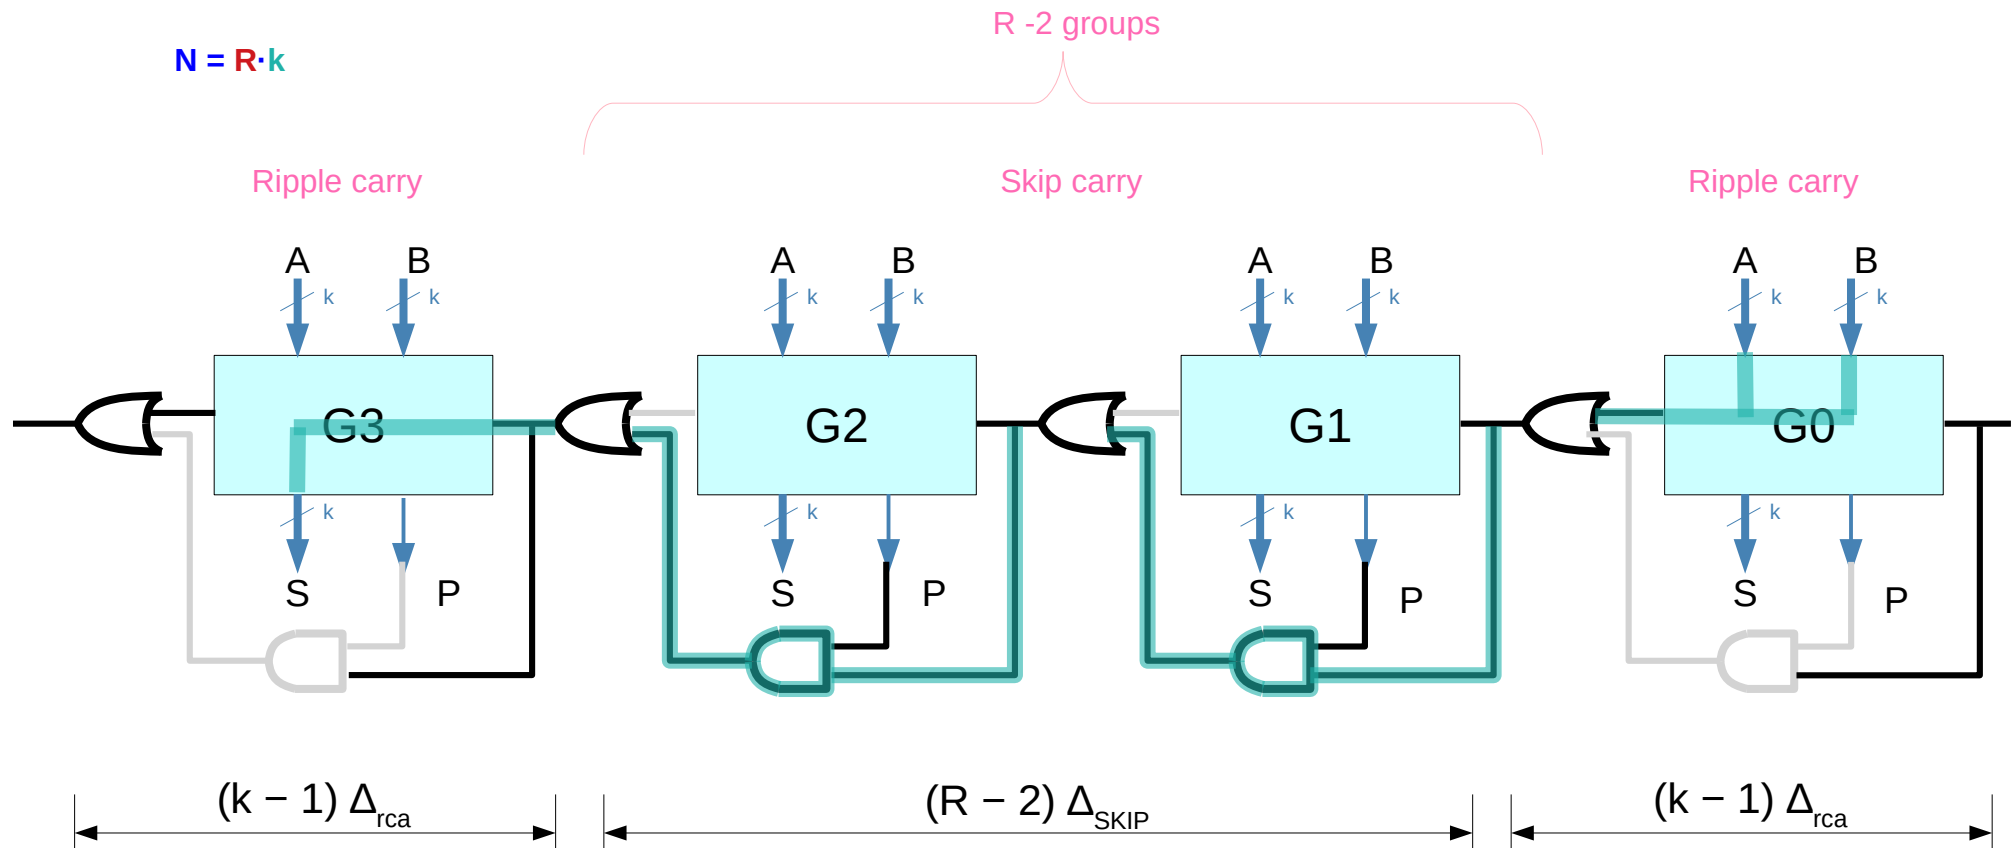 R -2 groups
N = R·k
Ripple carry
Skip carry
Ripple carry
A B A B A B A B
k k k k k k k k
G3 G2 G1 G0
k k k k
S P S P S P S P
(k − 1) Δrca
(R − 2) ΔSKIP
(k − 1) Δrca